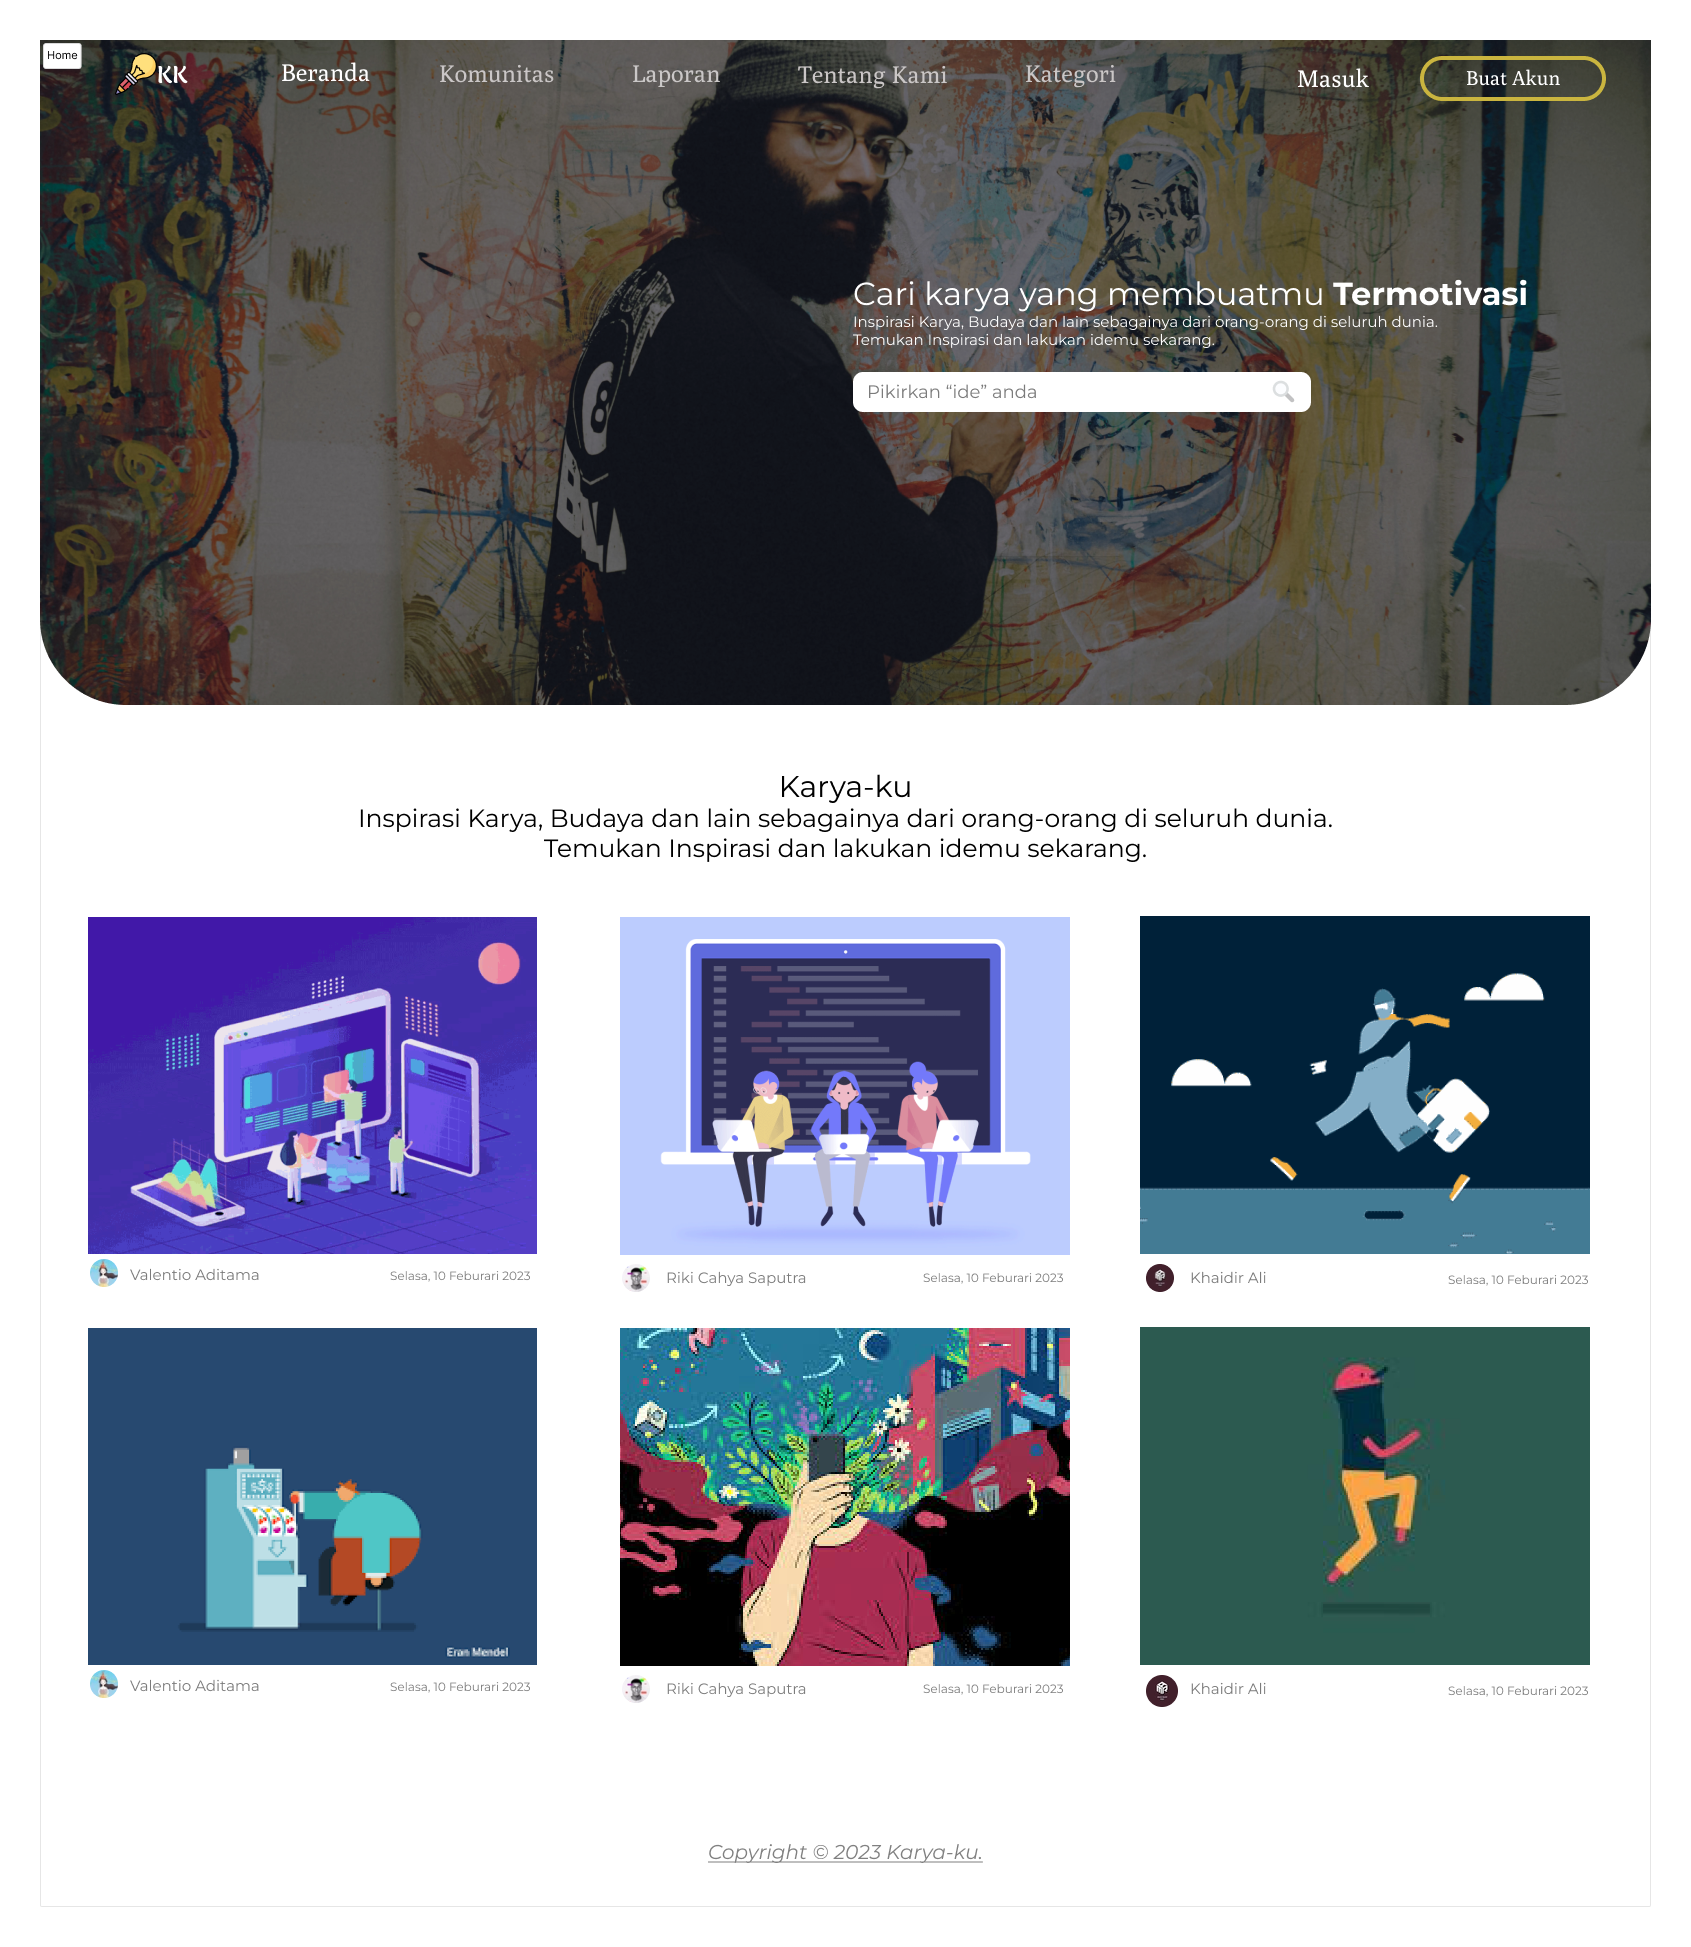 Home
KK
Beranda
Komunitas
Laporan
Tentang Kami
Kategori
Masuk
Buat Akun
Cari karya yang membuatmu Termotivasi
Inspirasi Karya, Budaya dan lain sebagainya dari orang-orang di seluruh dunia.
Temukan Inspirasi dan lakukan idemu sekarang.
Pikirkan “ide” anda
Karya-ku
Inspirasi Karya, Budaya dan lain sebagainya dari orang-orang di seluruh dunia.
Temukan Inspirasi dan lakukan idemu sekarang.
Valentio Aditama
Selasa, 10 Feburari 2023
Riki Cahya Saputra
Selasa, 10 Feburari 2023
Khaidir Ali
Selasa, 10 Feburari 2023
$$$
Eran Mendel
Valentio Aditama
Selasa, 10 Feburari 2023
Riki Cahya Saputra
Selasa, 10 Feburari 2023
Khaidir Ali
Selasa, 10 Feburari 2023
Copyright © 2023 Karya-ku.